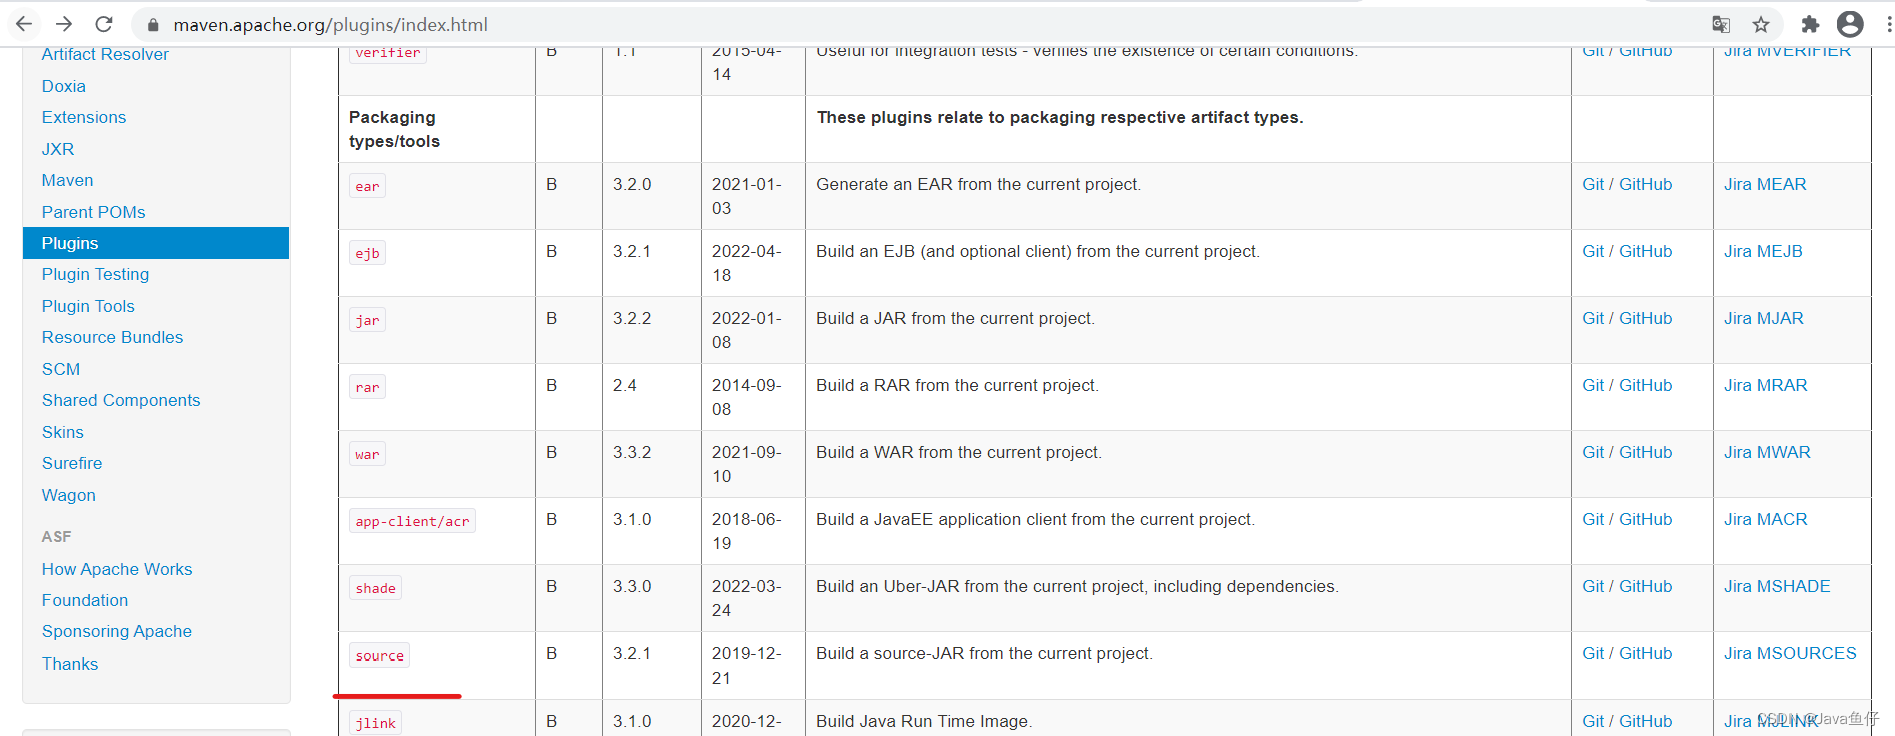 maven.apache.org/plugins/index.html
Artifact Resolver
Doxia
Extensions
JXR
Maven
Parent POMs
Plugins
Plugin Testing
Plugin Tools
Resource Bundles
SCM
Shared Components
Skins
Surefire
Wagon
ASF
How Apache Works
Foundation
Sponsoring Apache
Thanks
verifier B 1.1 2015-04- Useful for integration tests - verifies the existence of certain conditions. Git / GitHub Jira MVERIFIER
14
Packaging These plugins relate to packaging respective artifact types.
types/tools
ear B 3.2.0 2021-01- Generate an EAR from the current project. Git / GitHub Jira MEAR
03
ejb B 3.2.1 2022-04- Build an EJB (and optional client) from the current project. Git / GitHub Jira MEJB
18
jar B 3.2.2 2022-01- Build a JAR from the current project. Git / GitHub Jira MJAR
08
rar B 2.4 2014-09- Build a RAR from the current project. Git / GitHub Jira MRAR
08
war B 3.3.2 2021-09- Build a WAR from the current project. Git / GitHub Jira MWAR
10
app-client/acr B 3.1.0 2018-06- Build a JavaEE application client from the current project. Git / GitHub Jira MACR
19
shade B 3.3.0 2022-03- Build an Uber-JAR from the current project, including dependencies. Git / GitHub Jira MSHADE
24
source B 3.2.1 2019-12- Build a source-JAR from the current project. Git / GitHub Jira MSOURCES
21
jlink B 3.1.0 2020-12- Build Java Run Time Image. Git / GitHub Jira MJLINK
CSDN @Java鱼仔